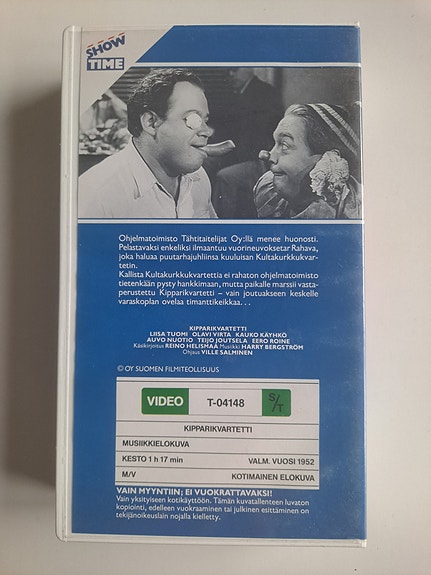 SHOW
TIME
Ohjelmatoimisto Tähtitaitelijat Oy:llä menee huonosti.
Pelastavaksi enkeliksi ilmaantuu vuorineuvoksetar Rahava,
joka haluaa puutarhajuhliinsa kuuluisan Kultakurkkukvar-
tetin.
Kallista Kultakurkkukvartettia ei rahaton ohjelmatoimisto
tietenkään pysty hankkimaan, mutta paikalle marssii vasta-
perustettu Kipparikvartetti – vain joutuakseen keskelle
varaskoplan ovelaa timanttikeikkaa. . .
KIPPARIKVARTETTI
LIISA TUOMI OLAVI VIRTA KAUKO KÄYHKÖ
AUVO NUOTIO TEIJO JOUTSELA EERO ROINE
Käsikirjoitus REINO HELISMAA Musiikki HARRY BERGSTRÖM
Ohjaus VILLE SALMINEN
© OY SUOMEN FILMITEOLLISUUS
VIDEO T-04148 S/T
KIPPARIKVARTETTI
MUSIIKKIELOKUVA
KESTO 1 h 17 min VALM. VUOSI 1952
M/V KOTIMAINEN ELOKUVA
VAIN MYYNTIIN; EI VUOKRATTAVAKSI!
Vain yksityiseen kotikäyttöön. Tämän kuvatallenteen luvaton
kopiointi, edelleen vuokraaminen tai julkinen esittäminen on
tekijänoikeuslain nojalla kielletty.